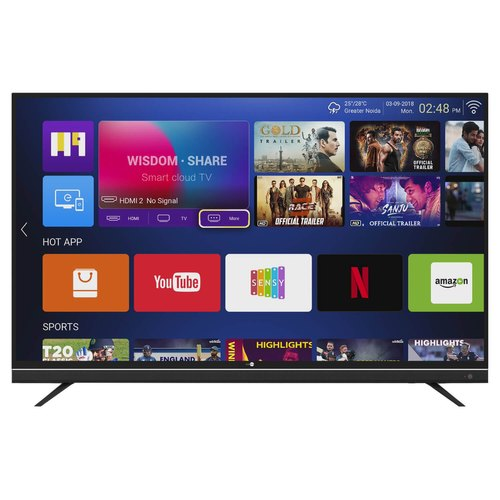 25°/28°C
Greater Noida
03-09-2018
Mon.
02:48 PM
WISDOM · SHARE
Smart cloud TV
HDMI 2 No Signal
HDMI
TV
More
GOLD
TRAILER
OFFICIAL
TRAILER
RACE
OFFICIAL TRAILER
SANJU
OFFICIAL TRAILER
HOT APP
YouTube
SENSY
N
amazon
SPORTS
T20
ENGLAND
WINDI
HIGHLIGHTS
HIGHLIGHTS